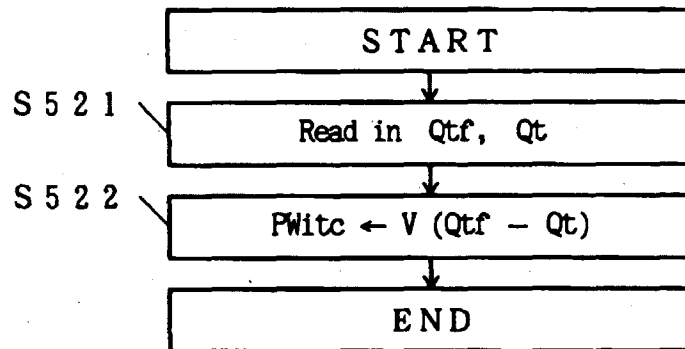 START
S521
Read in Qtf, Qt
S522
PWitc ← V (Qtf − Qt)
END